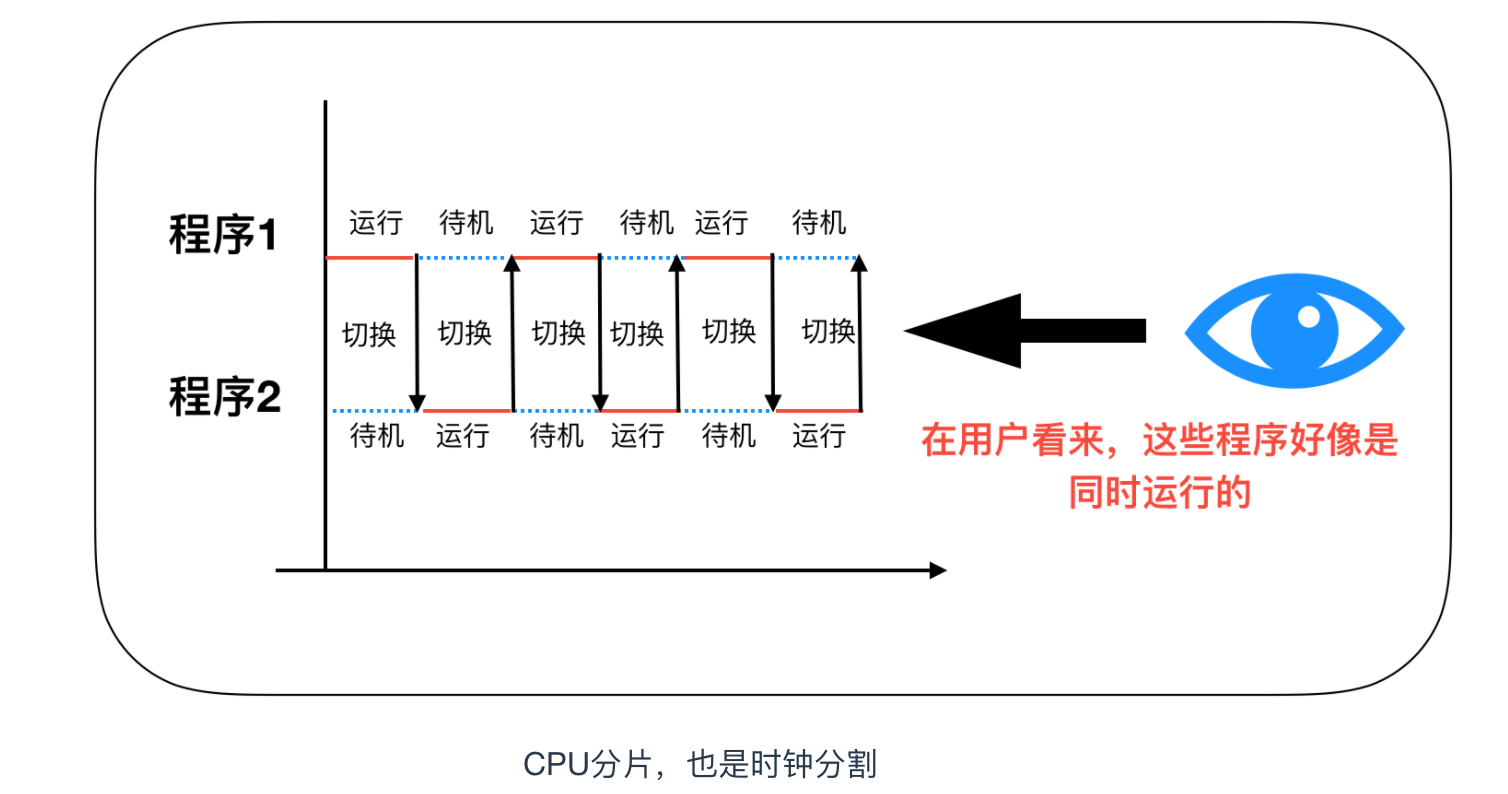 运行 待机 运行 待机 运行 待机
程序1
切换 切换 切换 切换 切换 切换
程序2
待机 运行 待机 运行 待机 运行
在用户看来，这些程序好像是
同时运行的
CPU分片，也是时钟分割